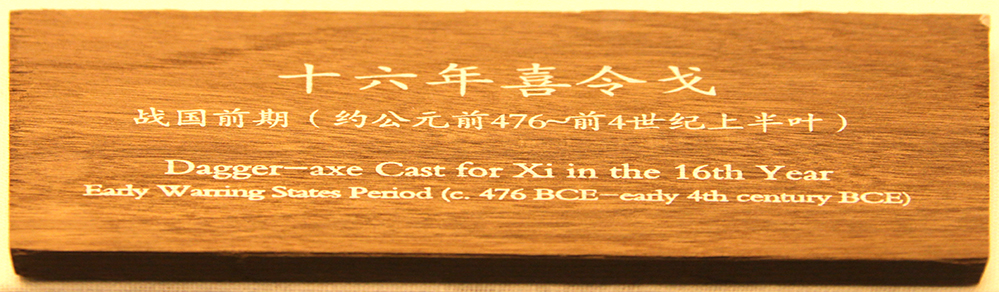 十六年喜令戈
战国前期（约公元前476~前4世纪上半叶）
Dagger-axe Cast for Xi in the 16th Year
Early Warring States Period (c. 476 BCE-early 4th century BCE)